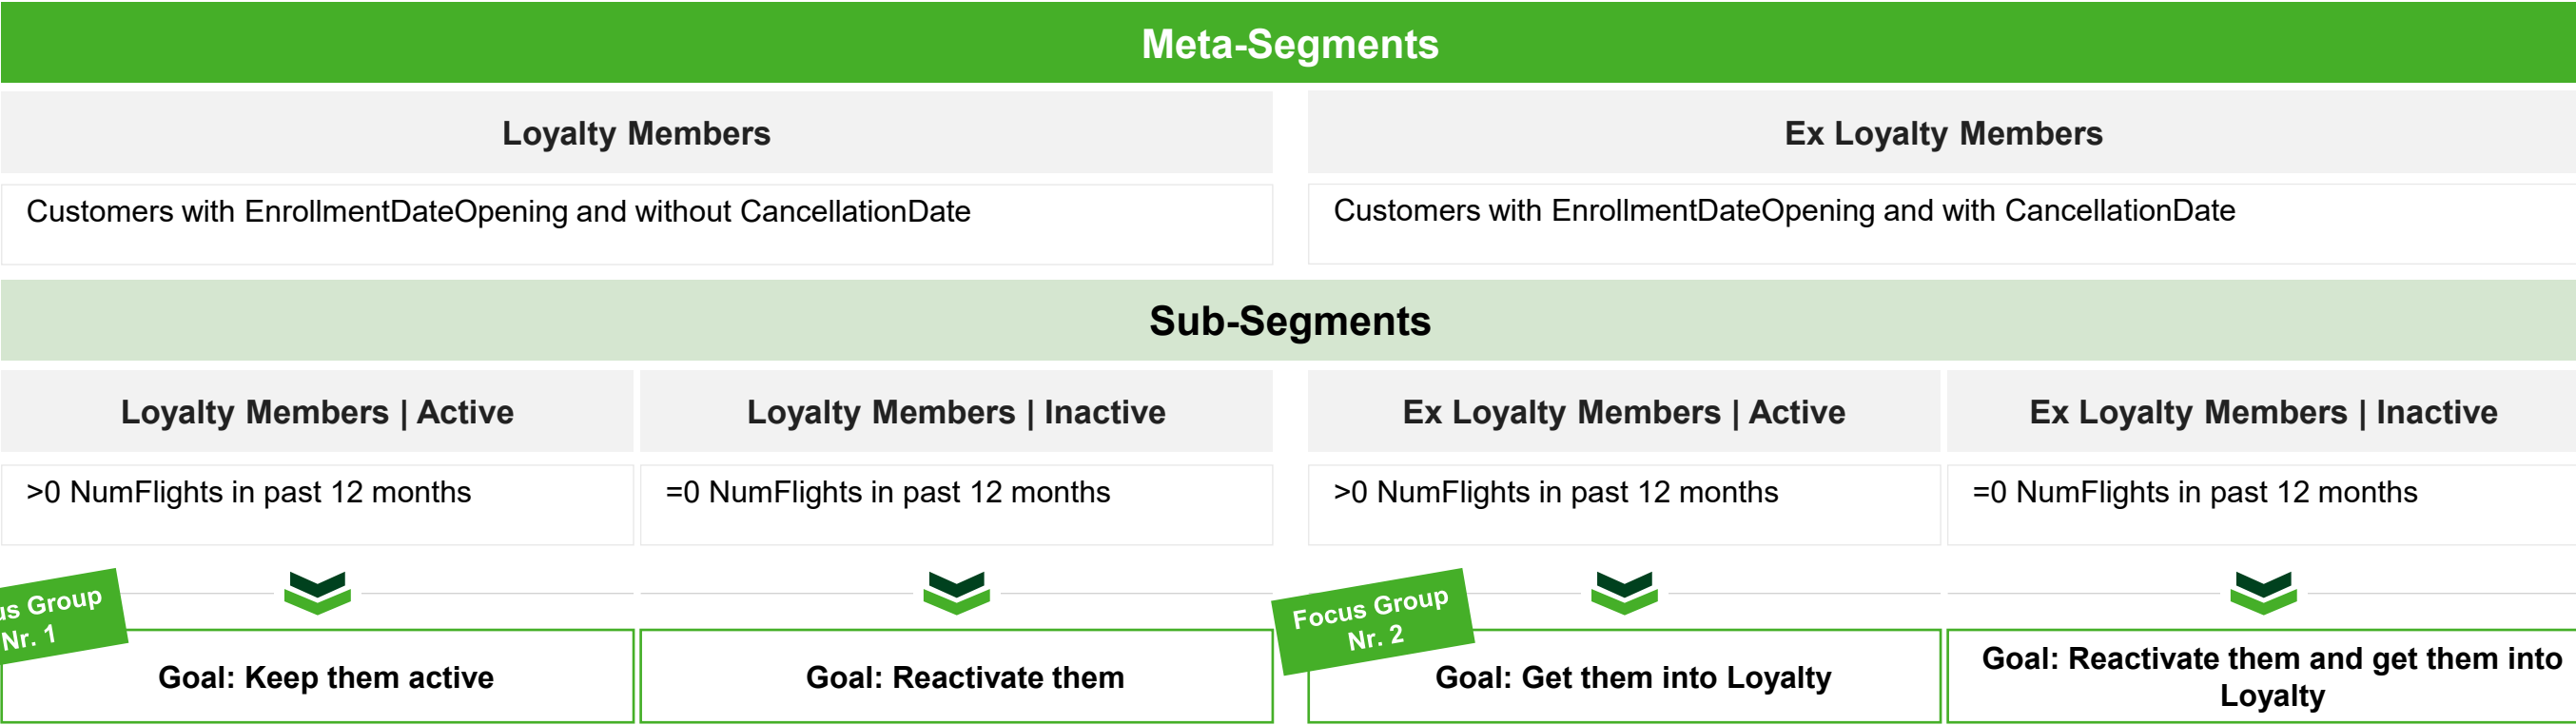 Meta-Segments
Loyalty Members
Ex Loyalty Members
Customers with EnrollmentDateOpening and without CancellationDate
Customers with EnrollmentDateOpening and with CancellationDate
Sub-Segments
Loyalty Members | Active
Loyalty Members | Inactive
Ex Loyalty Members | Active
Ex Loyalty Members | Inactive
>0 NumFlights in past 12 months
=0 NumFlights in past 12 months
>0 NumFlights in past 12 months
=0 NumFlights in past 12 months
us Group
Nr. 1
Goal: Keep them active
Goal: Reactivate them
Focus Group
Nr. 2
Goal: Get them into Loyalty
Goal: Reactivate them and get them into
Loyalty